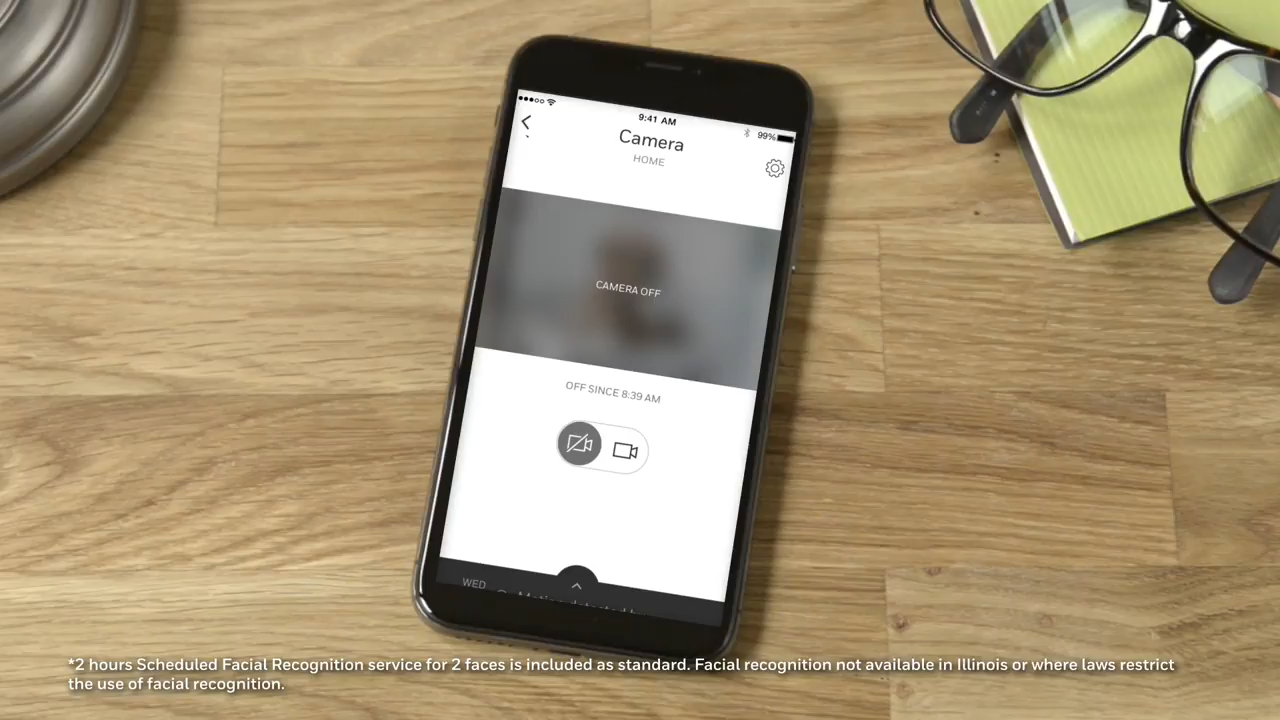 9:41 AM
99%
Camera
HOME
CAMERA OFF
OFF SINCE 8:39 AM
WED
*2 hours Scheduled Facial Recognition service for 2 faces is included as standard. Facial recognition not available in Illinois or where laws restrict
the use of facial recognition.